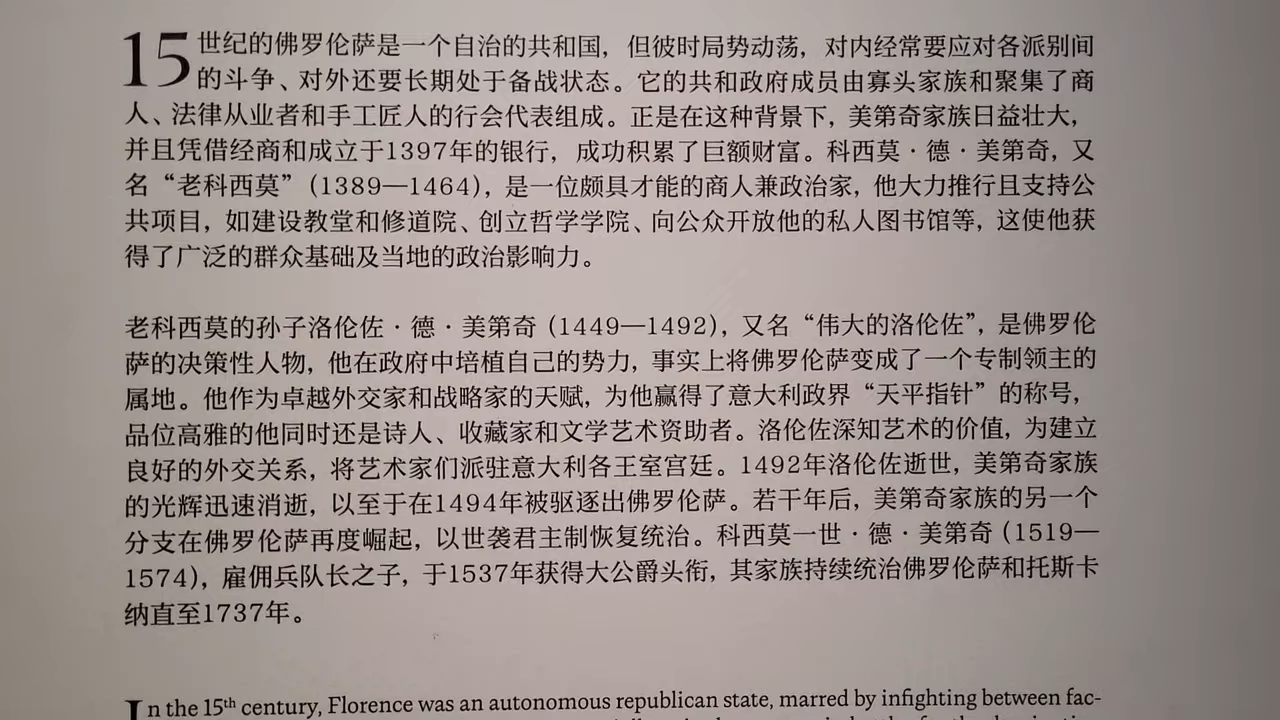 15世纪的佛罗伦萨是一个自治的共和国，但彼时局势动荡，对内经常要应对各派别间
的斗争、对外还要长期处于备战状态。它的共和政府成员由寡头家族和聚集了商
人、法律从业者和手工匠人的行会代表组成。正是在这种背景下，美第奇家族日益壮大，
并且凭借经商和成立于1397年的银行，成功积累了巨额财富。科西莫·德·美第奇，又
名“老科西莫”（1389—1464），是一位颇具才能的商人兼政治家，他大力推行且支持公
共项目，如建设教堂和修道院、创立哲学学院、向公众开放他的私人图书馆等，这使他获
得了广泛的群众基础及当地的政治影响力。
老科西莫的孙子洛伦佐·德·美第奇（1449—1492），又名“伟大的洛伦佐”，是佛罗伦
萨的决策性人物，他在政府中培植自己的势力，事实上将佛罗伦萨变成了一个专制领主的
属地。他作为卓越外交家和战略家的天赋，为他赢得了意大利政界“天平指针”的称号，
品位高雅的他同时还是诗人、收藏家和文学艺术资助者。洛伦佐深知艺术的价值，为建立
良好的外交关系，将艺术家们派驻意大利各王室宫廷。1492年洛伦佐逝世，美第奇家族
的光辉迅速消逝，以至于在1494年被驱逐出佛罗伦萨。若干年后，美第奇家族的另一个
分支在佛罗伦萨再度崛起，以世袭君主制恢复统治。科西莫一世·德·美第奇（1519—
1574），雇佣兵队长之子，于1537年获得大公爵头衔，其家族持续统治佛罗伦萨和托斯卡
纳直至1737年。
In the 15th century, Florence was an autonomous republican state, marred by infighting between fac-